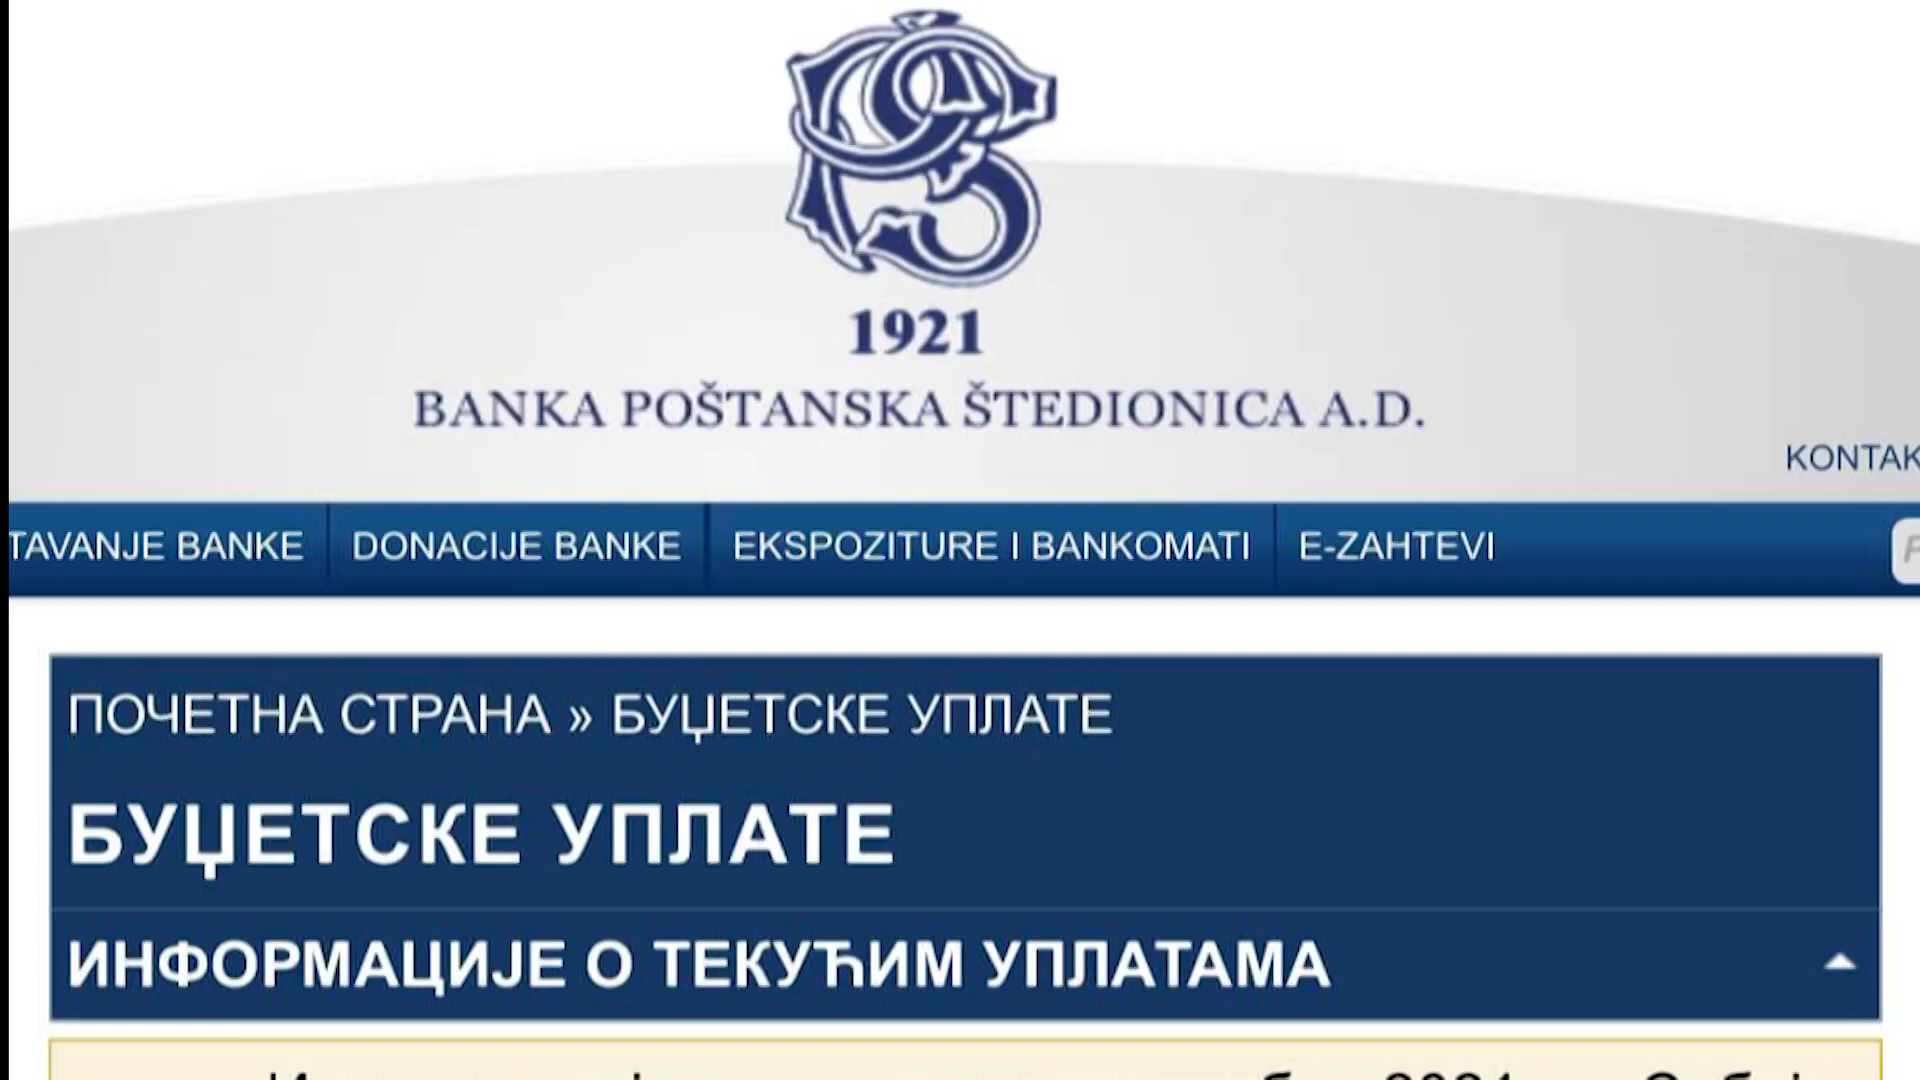 1921
BANKA POŠTANSKA ŠTEDIONICA A.D.
TAVANJE BANKE
DONACIJE BANKE
EKSPOZITURE I BANKOMATI
E-ZAHTEVI
ПОЧЕТНА СТРАНА » БУЏЕТСКЕ УПЛАТЕ
БУЏЕТСКЕ УПЛАТЕ
ИНФОРМАЦИЈЕ О ТЕКУЋИМ УПЛАТАМА